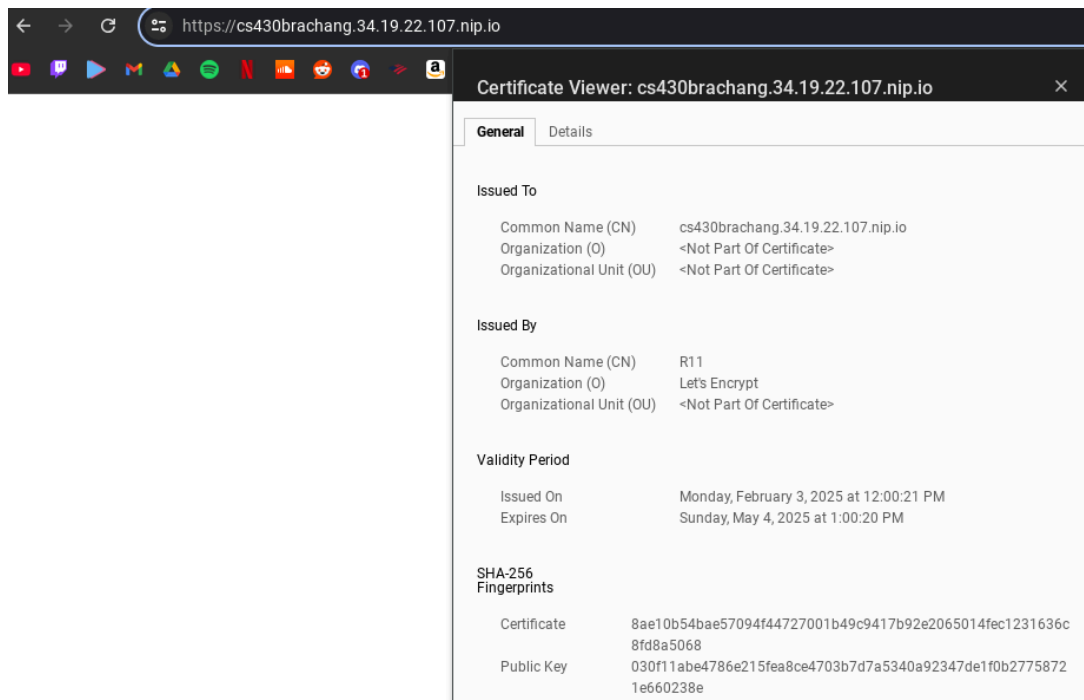 https://cs430brachang.34.19.22.107.nip.io
a
Certificate Viewer: cs430brachang.34.19.22.107.nip.io
General Details
Issued To
Common Name (CN) cs430brachang.34.19.22.107.nip.io
Organization (O) <Not Part Of Certificate>
Organizational Unit (OU) <Not Part Of Certificate>
Issued By
Common Name (CN) R11
Organization (O) Let's Encrypt
Organizational Unit (OU) <Not Part Of Certificate>
Validity Period
Issued On Monday, February 3, 2025 at 12:00:21 PM
Expires On Sunday, May 4, 2025 at 1:00:20 PM
SHA-256
Fingerprints
Certificate 8ae10b54bae57094f44727001b49c9417b92e2065014fec1231636c
8fd8a5068
Public Key 030f11abe4786e215fea8ce4703b7d7a5340a92347de1f0b2775872
1e660238e